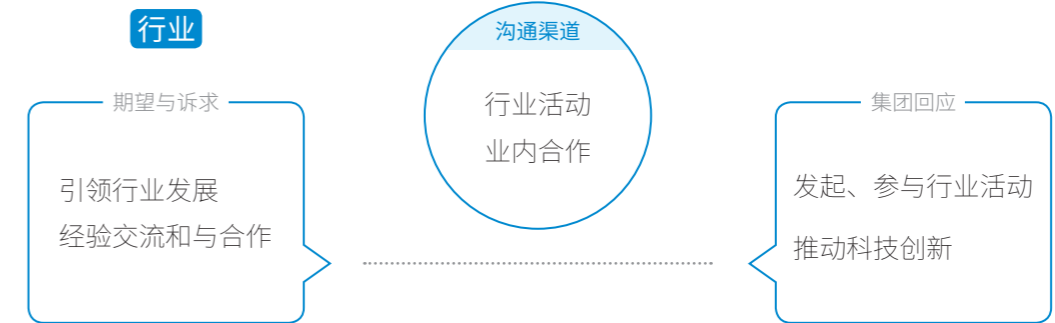 行业
期望与诉求
引领行业发展
经验交流和与合作
沟通渠道
行业活动
业内合作
集团回应
发起、参与行业活动
推动科技创新